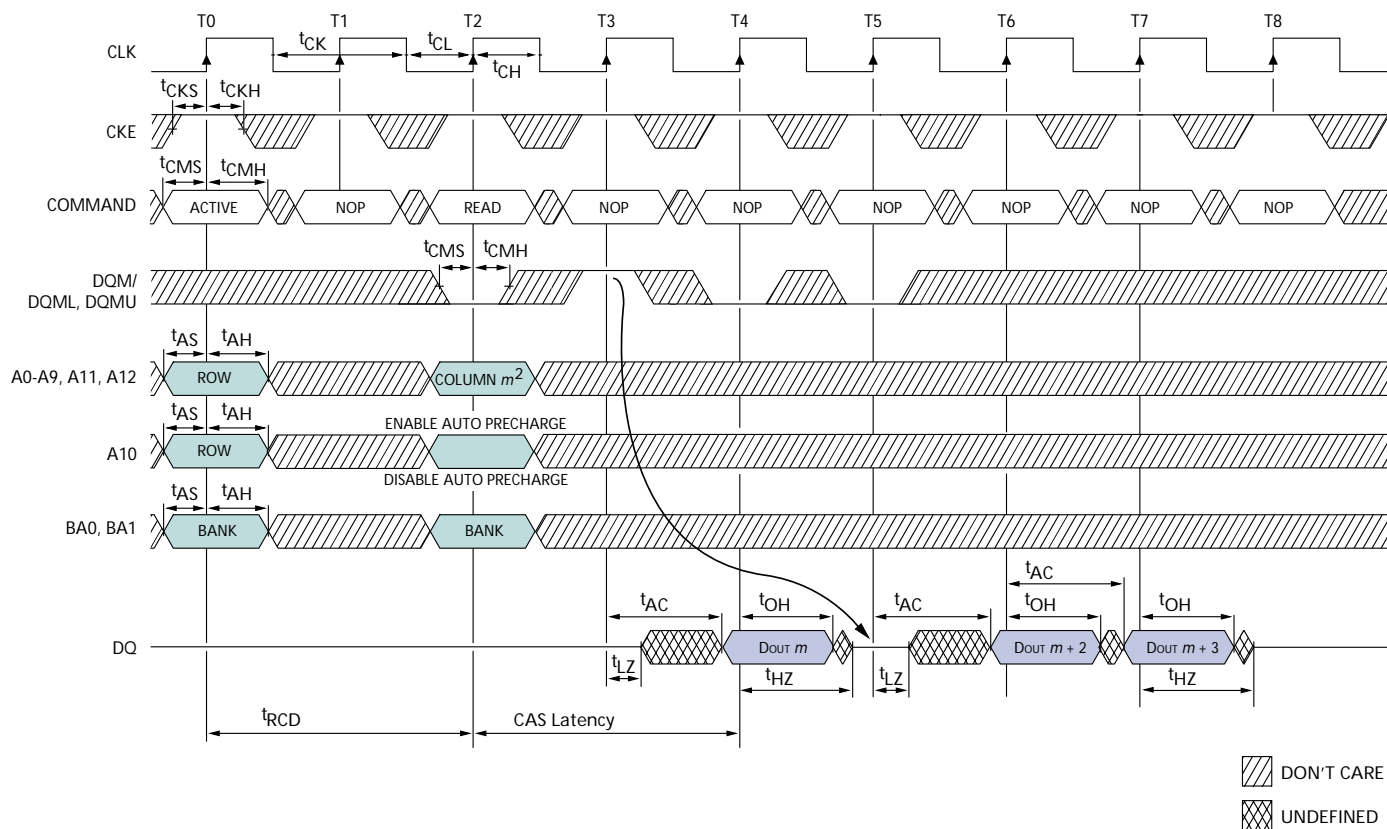 T0 T1 T2 T3 T4 T5 T6 T7 T8
CLK
tCK tCL
tCH
tCKS tCKH
CKE
tCMS tCMH
COMMAND ACTIVE NOP READ NOP NOP NOP NOP NOP NOP
tCMS tCMH
DQM/
DQML, DQMU
tAS tAH
A0-A9, A11, A12 ROW COLUMN m2
tAS tAH ENABLE AUTO PRECHARGE
A10 ROW
DISABLE AUTO PRECHARGE
tAS tAH
BA0, BA1 BANK BANK
tAC
tAC tOH tAC tOH tOH
DQ DOUT m DOUT m + 2 DOUT m + 3
tLZ tHZ tLZ tHZ
tRCD CAS Latency
DON'T CARE
UNDEFINED